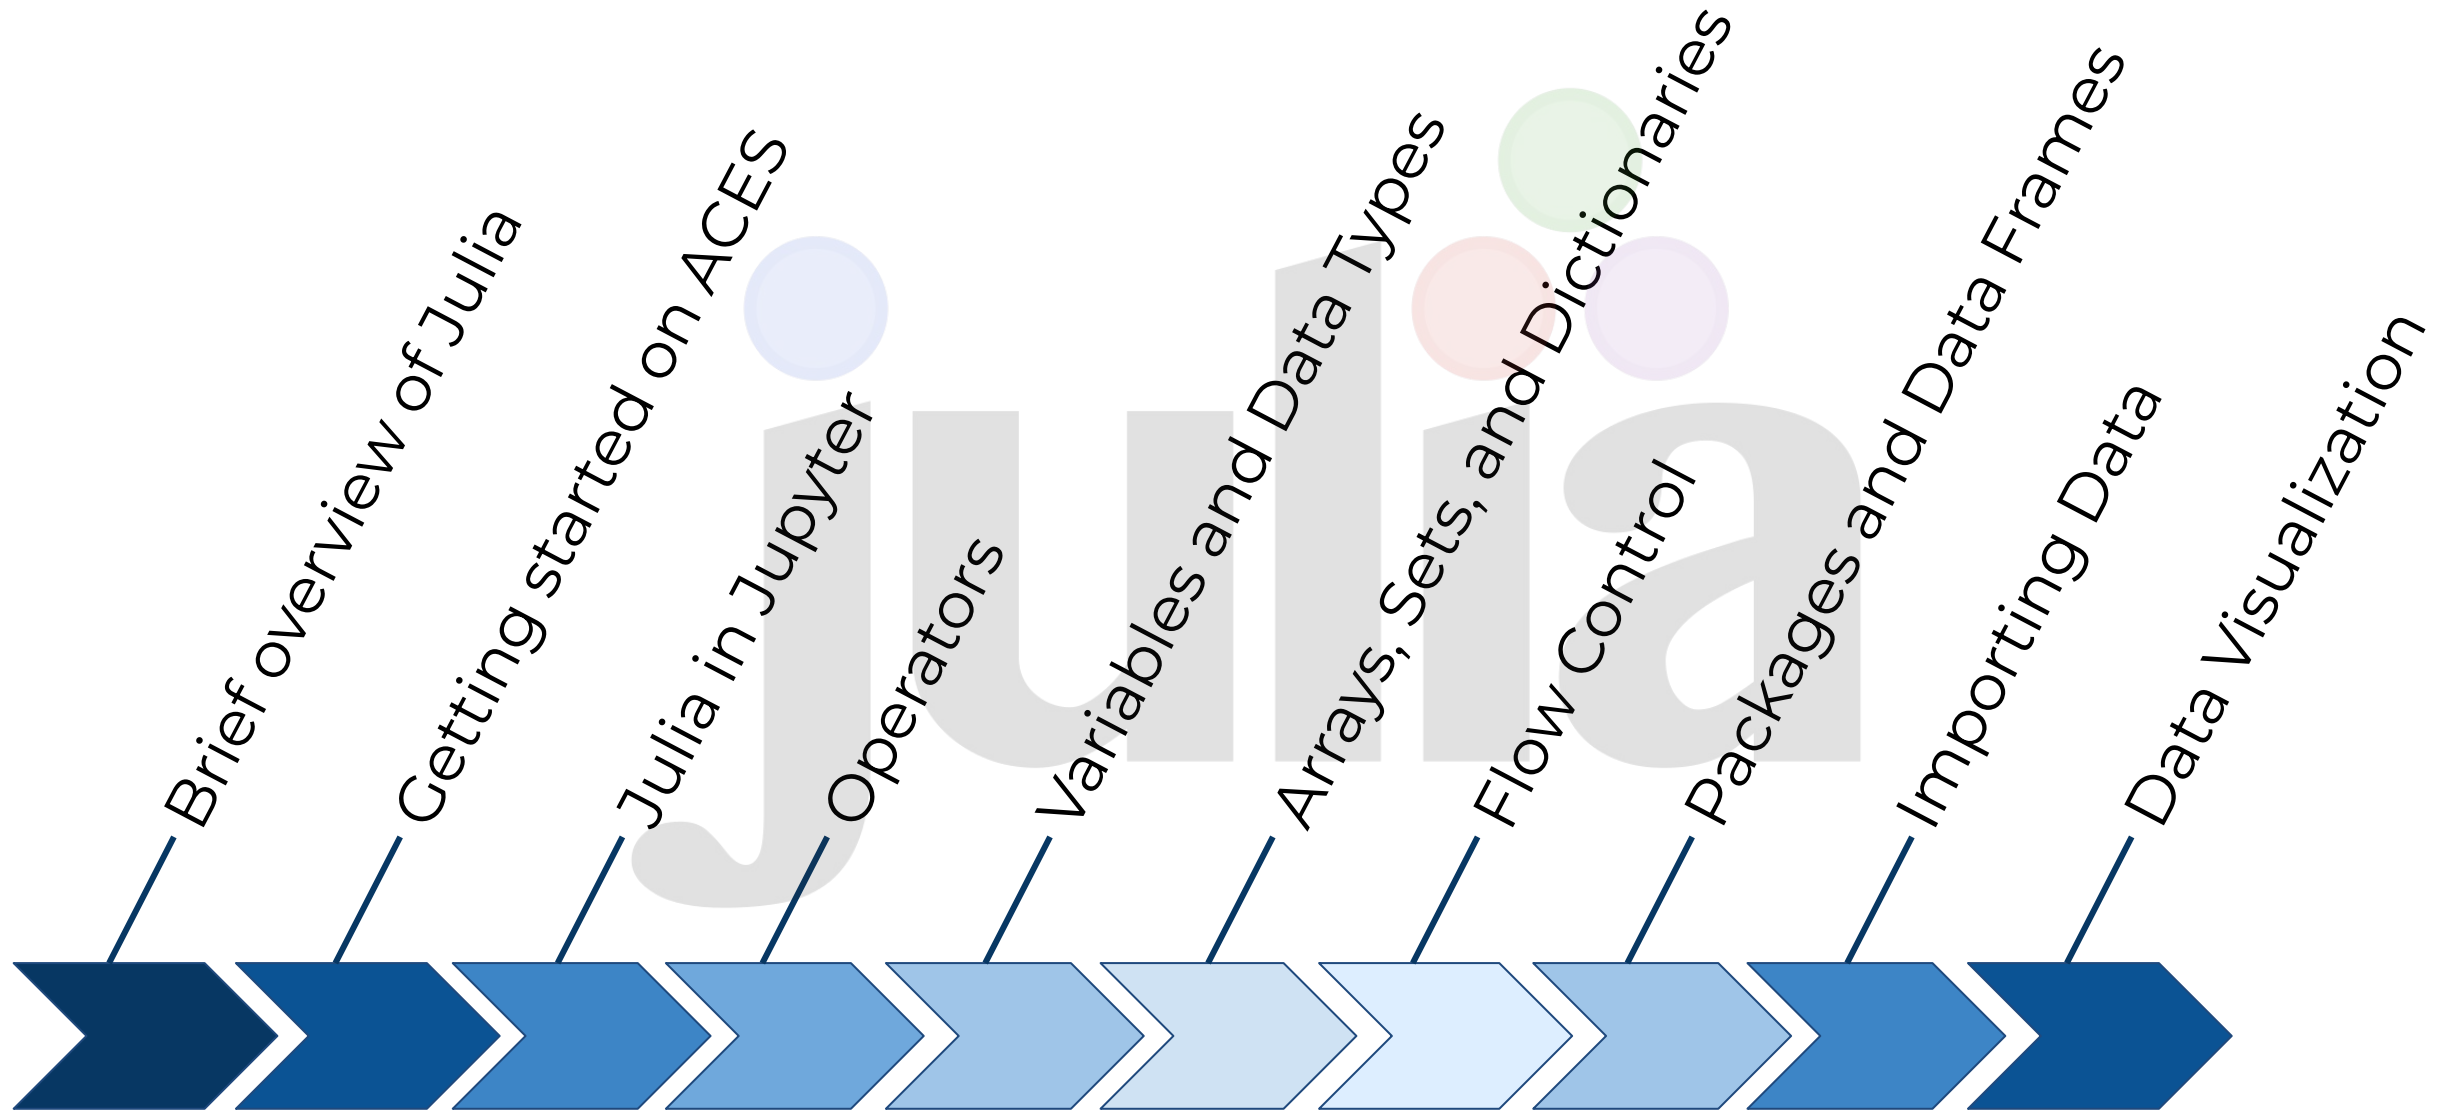 Brief overview of Julia
Getting started on ACES
Julia in Jupyter
Operators
Variables and Data Types
Arrays, Sets, and Dictionaries
Flow Control
Packages and Data Frames
Importing Data
Data Visualization
julia